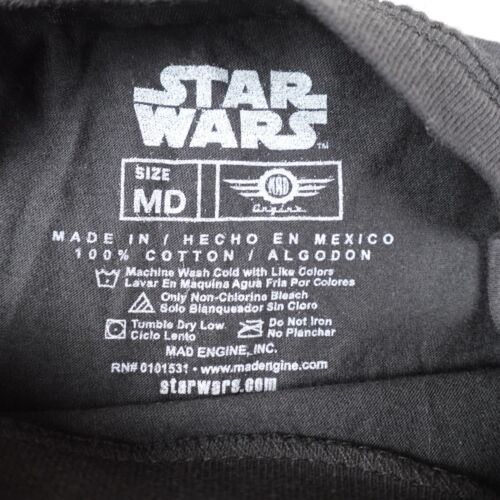 STAR
WARS
TM
SIZE
MD
MAD
Engine
MADE IN / HECHO EN MEXICO
100% COTTON / ALGODON
Machine Wash Cold with Like Colors
Lavar En Maquina Agua Fria Por Colores
Only Non-Chlorine Bleach
Solo Blanqueador Sin Cloro
Tumble Dry Low
Ciclo Lento
Do Not Iron
No Planchar
MAD ENGINE, INC.
RN# 0101531 • www.madengine.com
starwars.com